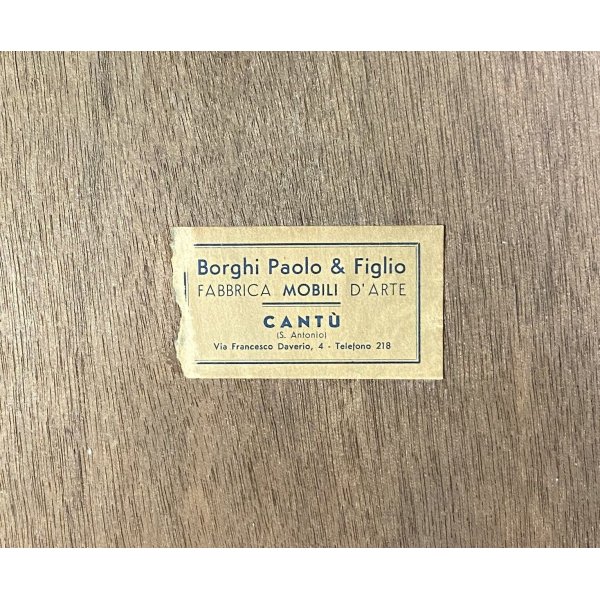 Borghi Paolo & Figlio
FABBRICA MOBILI D'ARTE
CANTÙ
(S. Antonio)
Via Francesco Daverio, 4 - Telefono 218